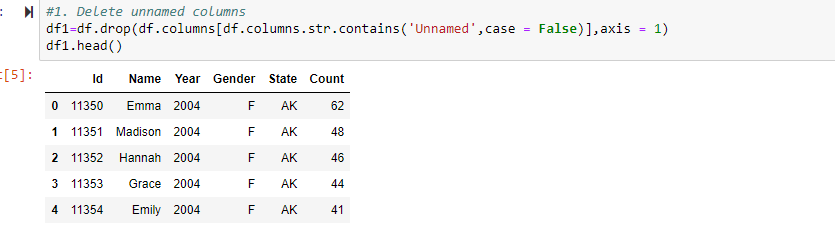 :
#1. Delete unnamed columns
df1=df.drop(df.columns[df.columns.str.contains('Unnamed',case = False)],axis = 1)
df1.head()
t[5]:
Id Name Year Gender State Count
0 11350 Emma 2004 F AK 62
1 11351 Madison 2004 F AK 48
2 11352 Hannah 2004 F AK 46
3 11353 Grace 2004 F AK 44
4 11354 Emily 2004 F AK 41